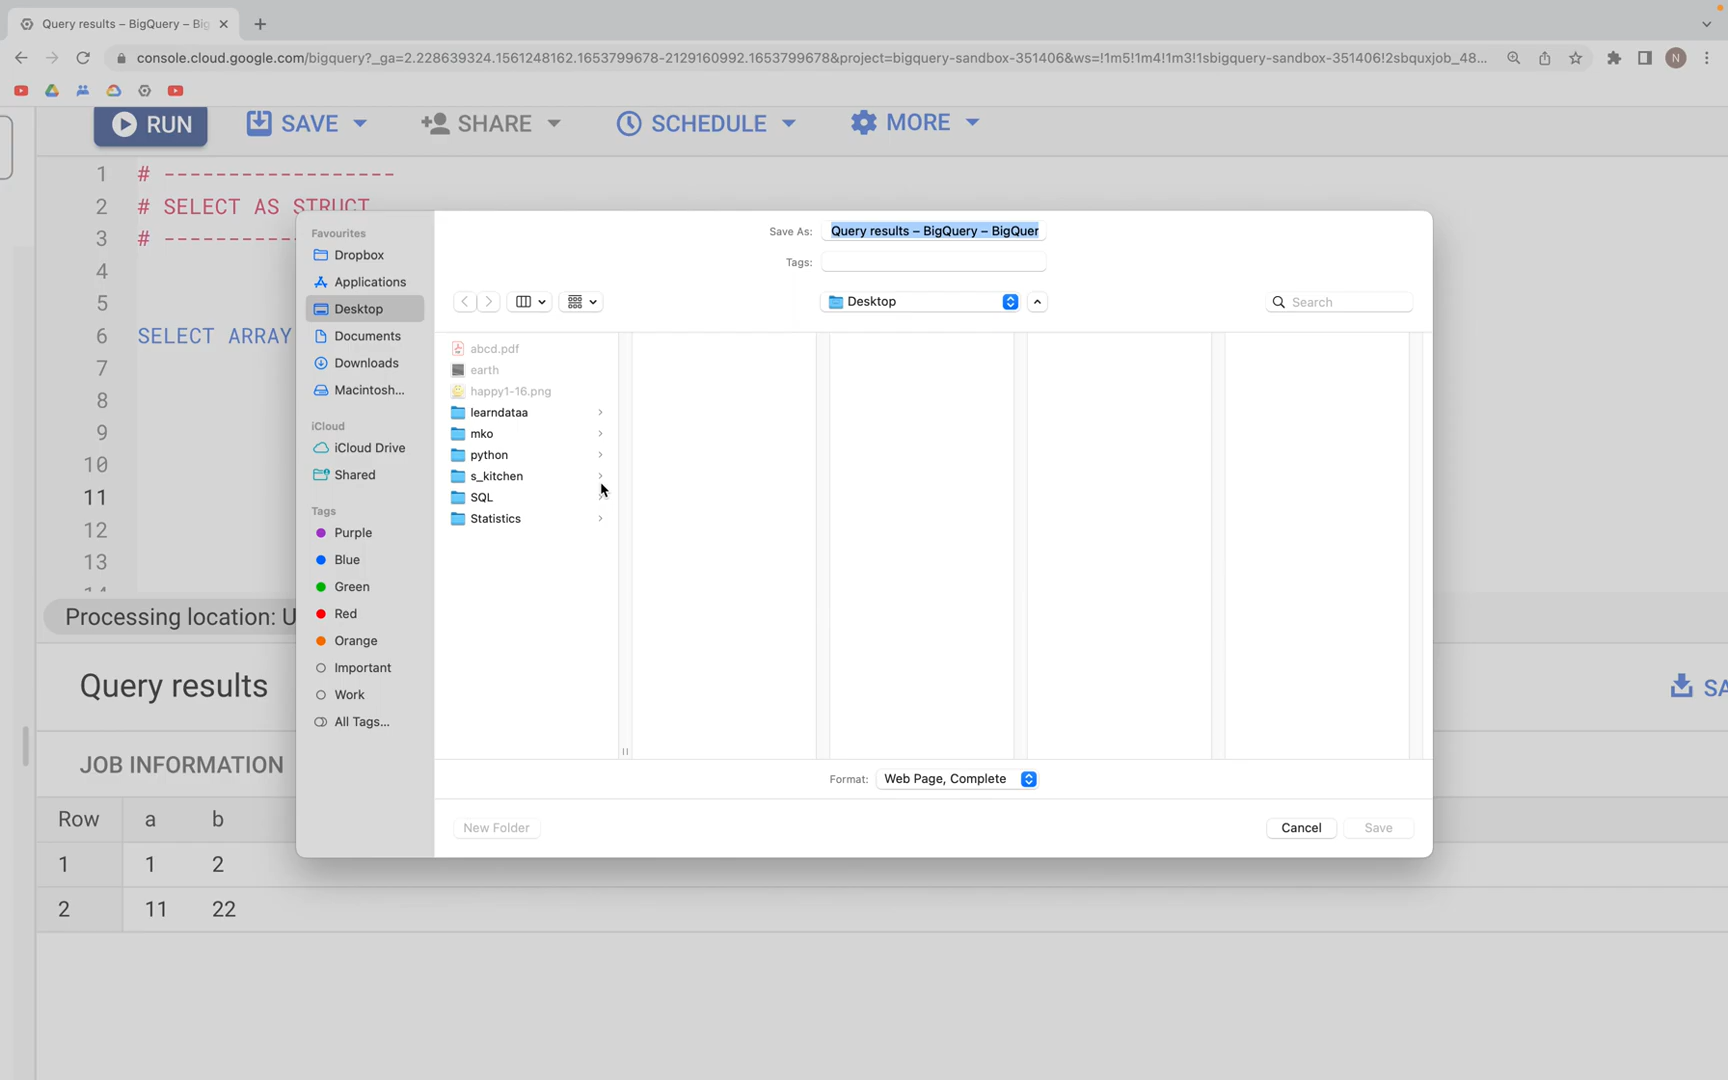 Query results – BigQuery – Big
console.cloud.google.com/bigquery?_ga=2.228639324.1561248162.1653799678-2129160992.1653799678&project=bigquery-sandbox-351406&ws=!1m5!1m4!1m3!1sbigquery-sandbox-351406!2sbquxjob_48...
N
RUN
SAVE
SHARE
SCHEDULE
MORE
1 # ------------------
2 # SELECT AS STRUCT
3 # ------------
4
5
6 SELECT ARRAY
7
8
9
10
11
12
13
14
Favourites
Dropbox
Applications
Desktop
Documents
Downloads
Macintosh...
iCloud
iCloud Drive
Shared
Tags
Purple
Blue
Green
Red
Orange
Important
Work
All Tags...
Save As: Query results – BigQuery – BigQuer
Tags:
Desktop
Search
abcd.pdf
earth
happy1-16.png
learndataa
mko
python
s_kitchen
SQL
Statistics
Format: Web Page, Complete
New Folder
Cancel
Save
Processing location: U
Query results
SA
JOB INFORMATION
Row a b
1 1 2
2 11 22